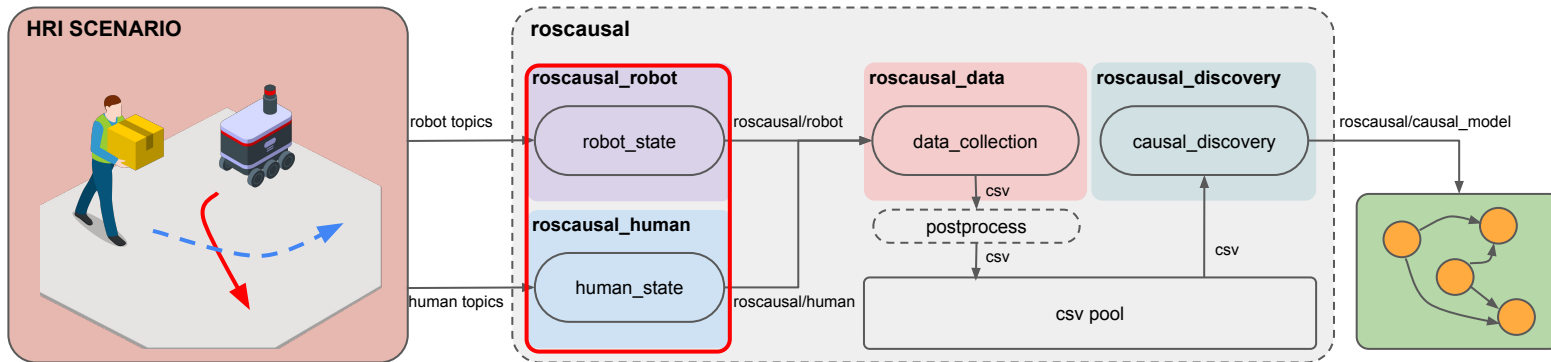 HRI SCENARIO
roscausal
roscausal_robot
roscausal_data
roscausal_discovery
robot topics
robot_state
roscausal/robot
data_collection
causal_discovery
roscausal/causal_model
csv
roscausal_human
postprocess
csv
csv
human topics
human_state
roscausal/human
csv pool